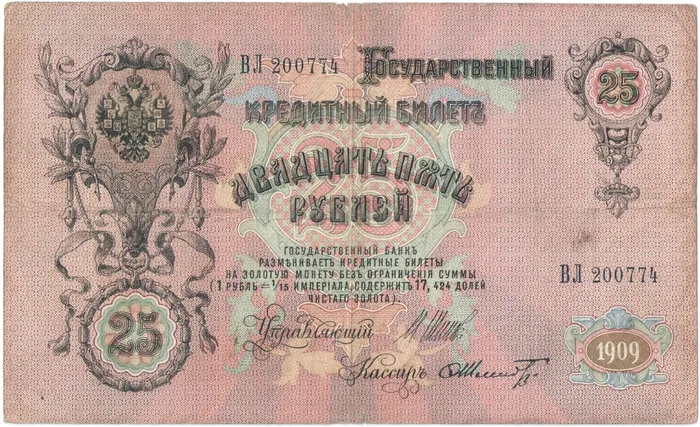 ВЛ 200774
Государственный
25
Кредитный Билетъ
25
Двадцать Пять
Рублей
Государственный Банкъ
размѣниваетъ кредитные билеты
на золотую монету безъ ограниченія суммы
(1 рубль = 1/15 имперіала, содержитъ 17, 424 долей
чистаго золота).
ВЛ 200774
25
Управляющій
Кассиръ
1909